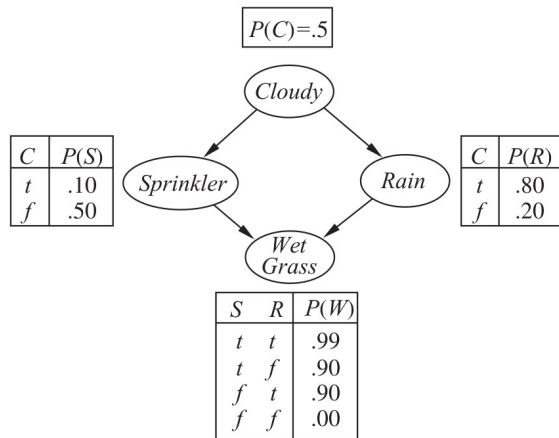 P(C)=.5
Cloudy
C P(S)
t .10
f .50
Sprinkler
Rain
C P(R)
t .80
f .20
Wet
Grass
S R P(W)
t t .99
t f .90
f t .90
f f .00